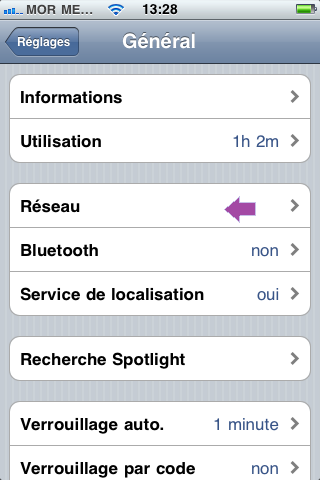 MOR ME... 13:28
Réglages Général
Informations
Utilisation 1h 2m
Réseau
Bluetooth non
Service de localisation oui
Recherche Spotlight
Verrouillage auto. 1 minute
Verrouillage par code non